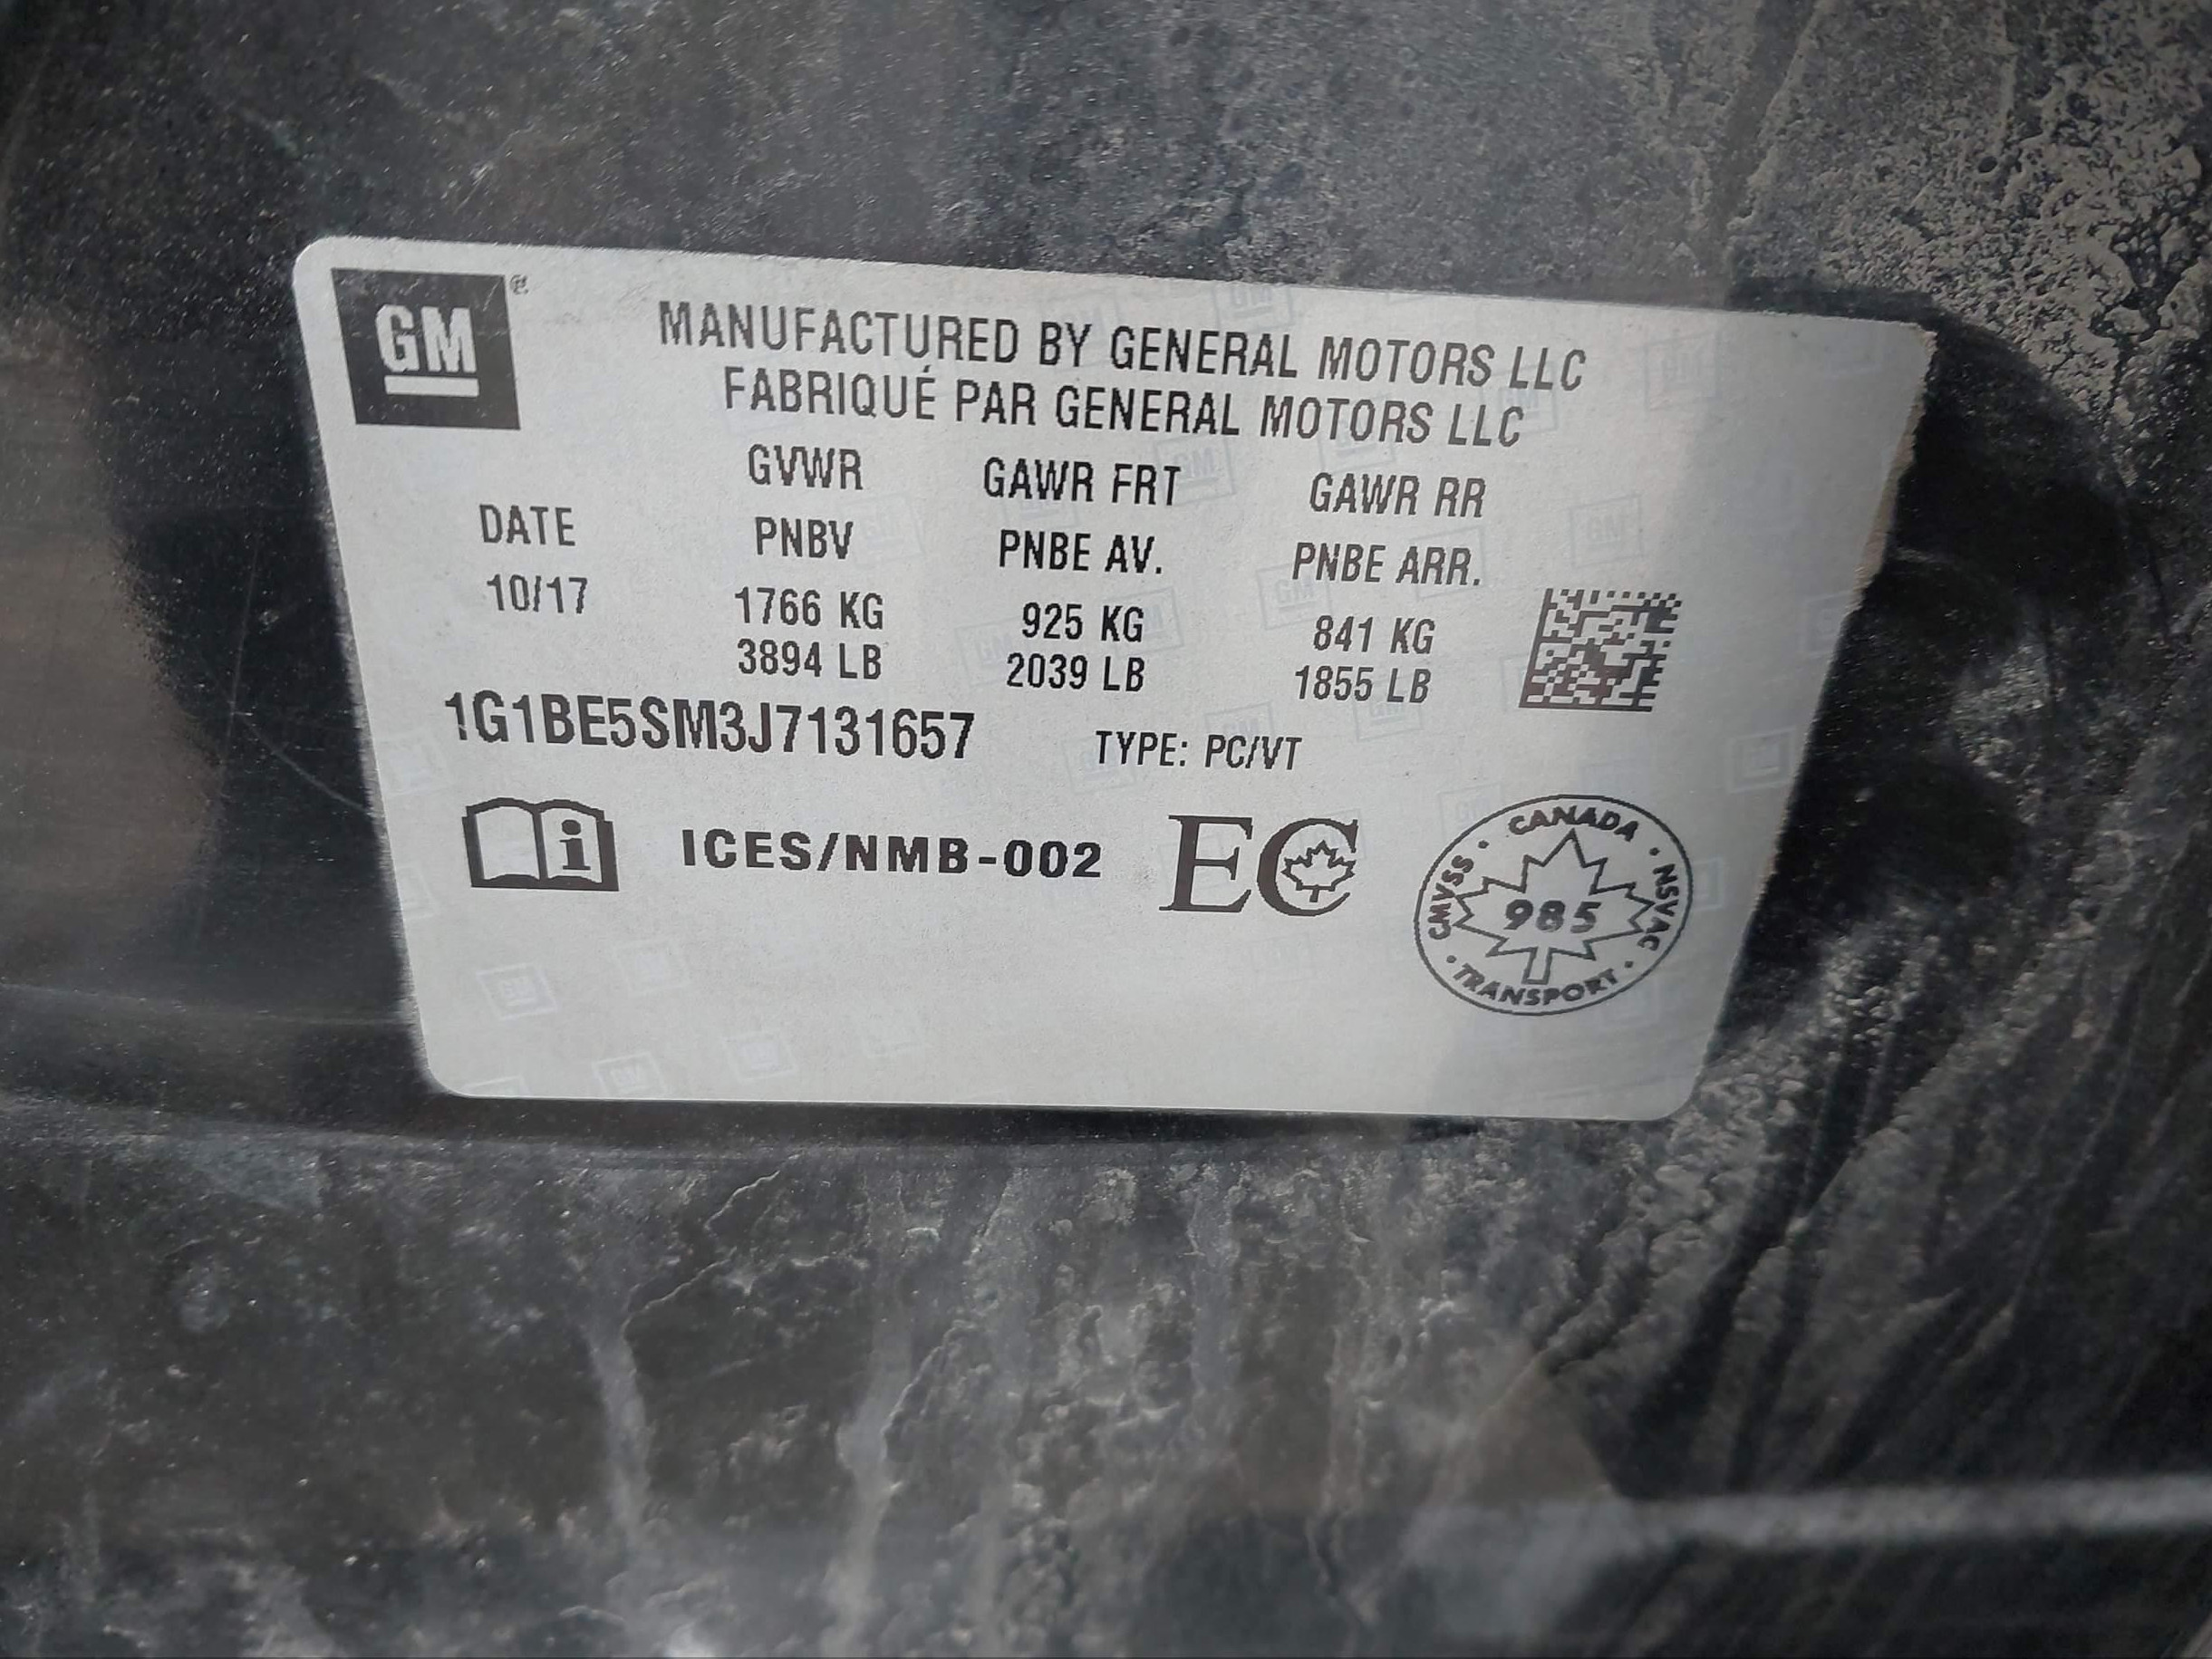 GM
MANUFACTURED BY GENERAL MOTORS LLC
FABRIQUÉ PAR GENERAL MOTORS LLC
GVWR GAWR FRT GAWR RR
DATE PNBV PNBE AV. PNBE ARR.
10/17 1766 KG 925 KG 841 KG
3894 LB 2039 LB 1855 LB
1G1BE5SM3J7131657 TYPE: PC/VT
i ICES/NMB-002 EC
CANADA · NSVAC · TRANSPORT · CMVSS ·
985